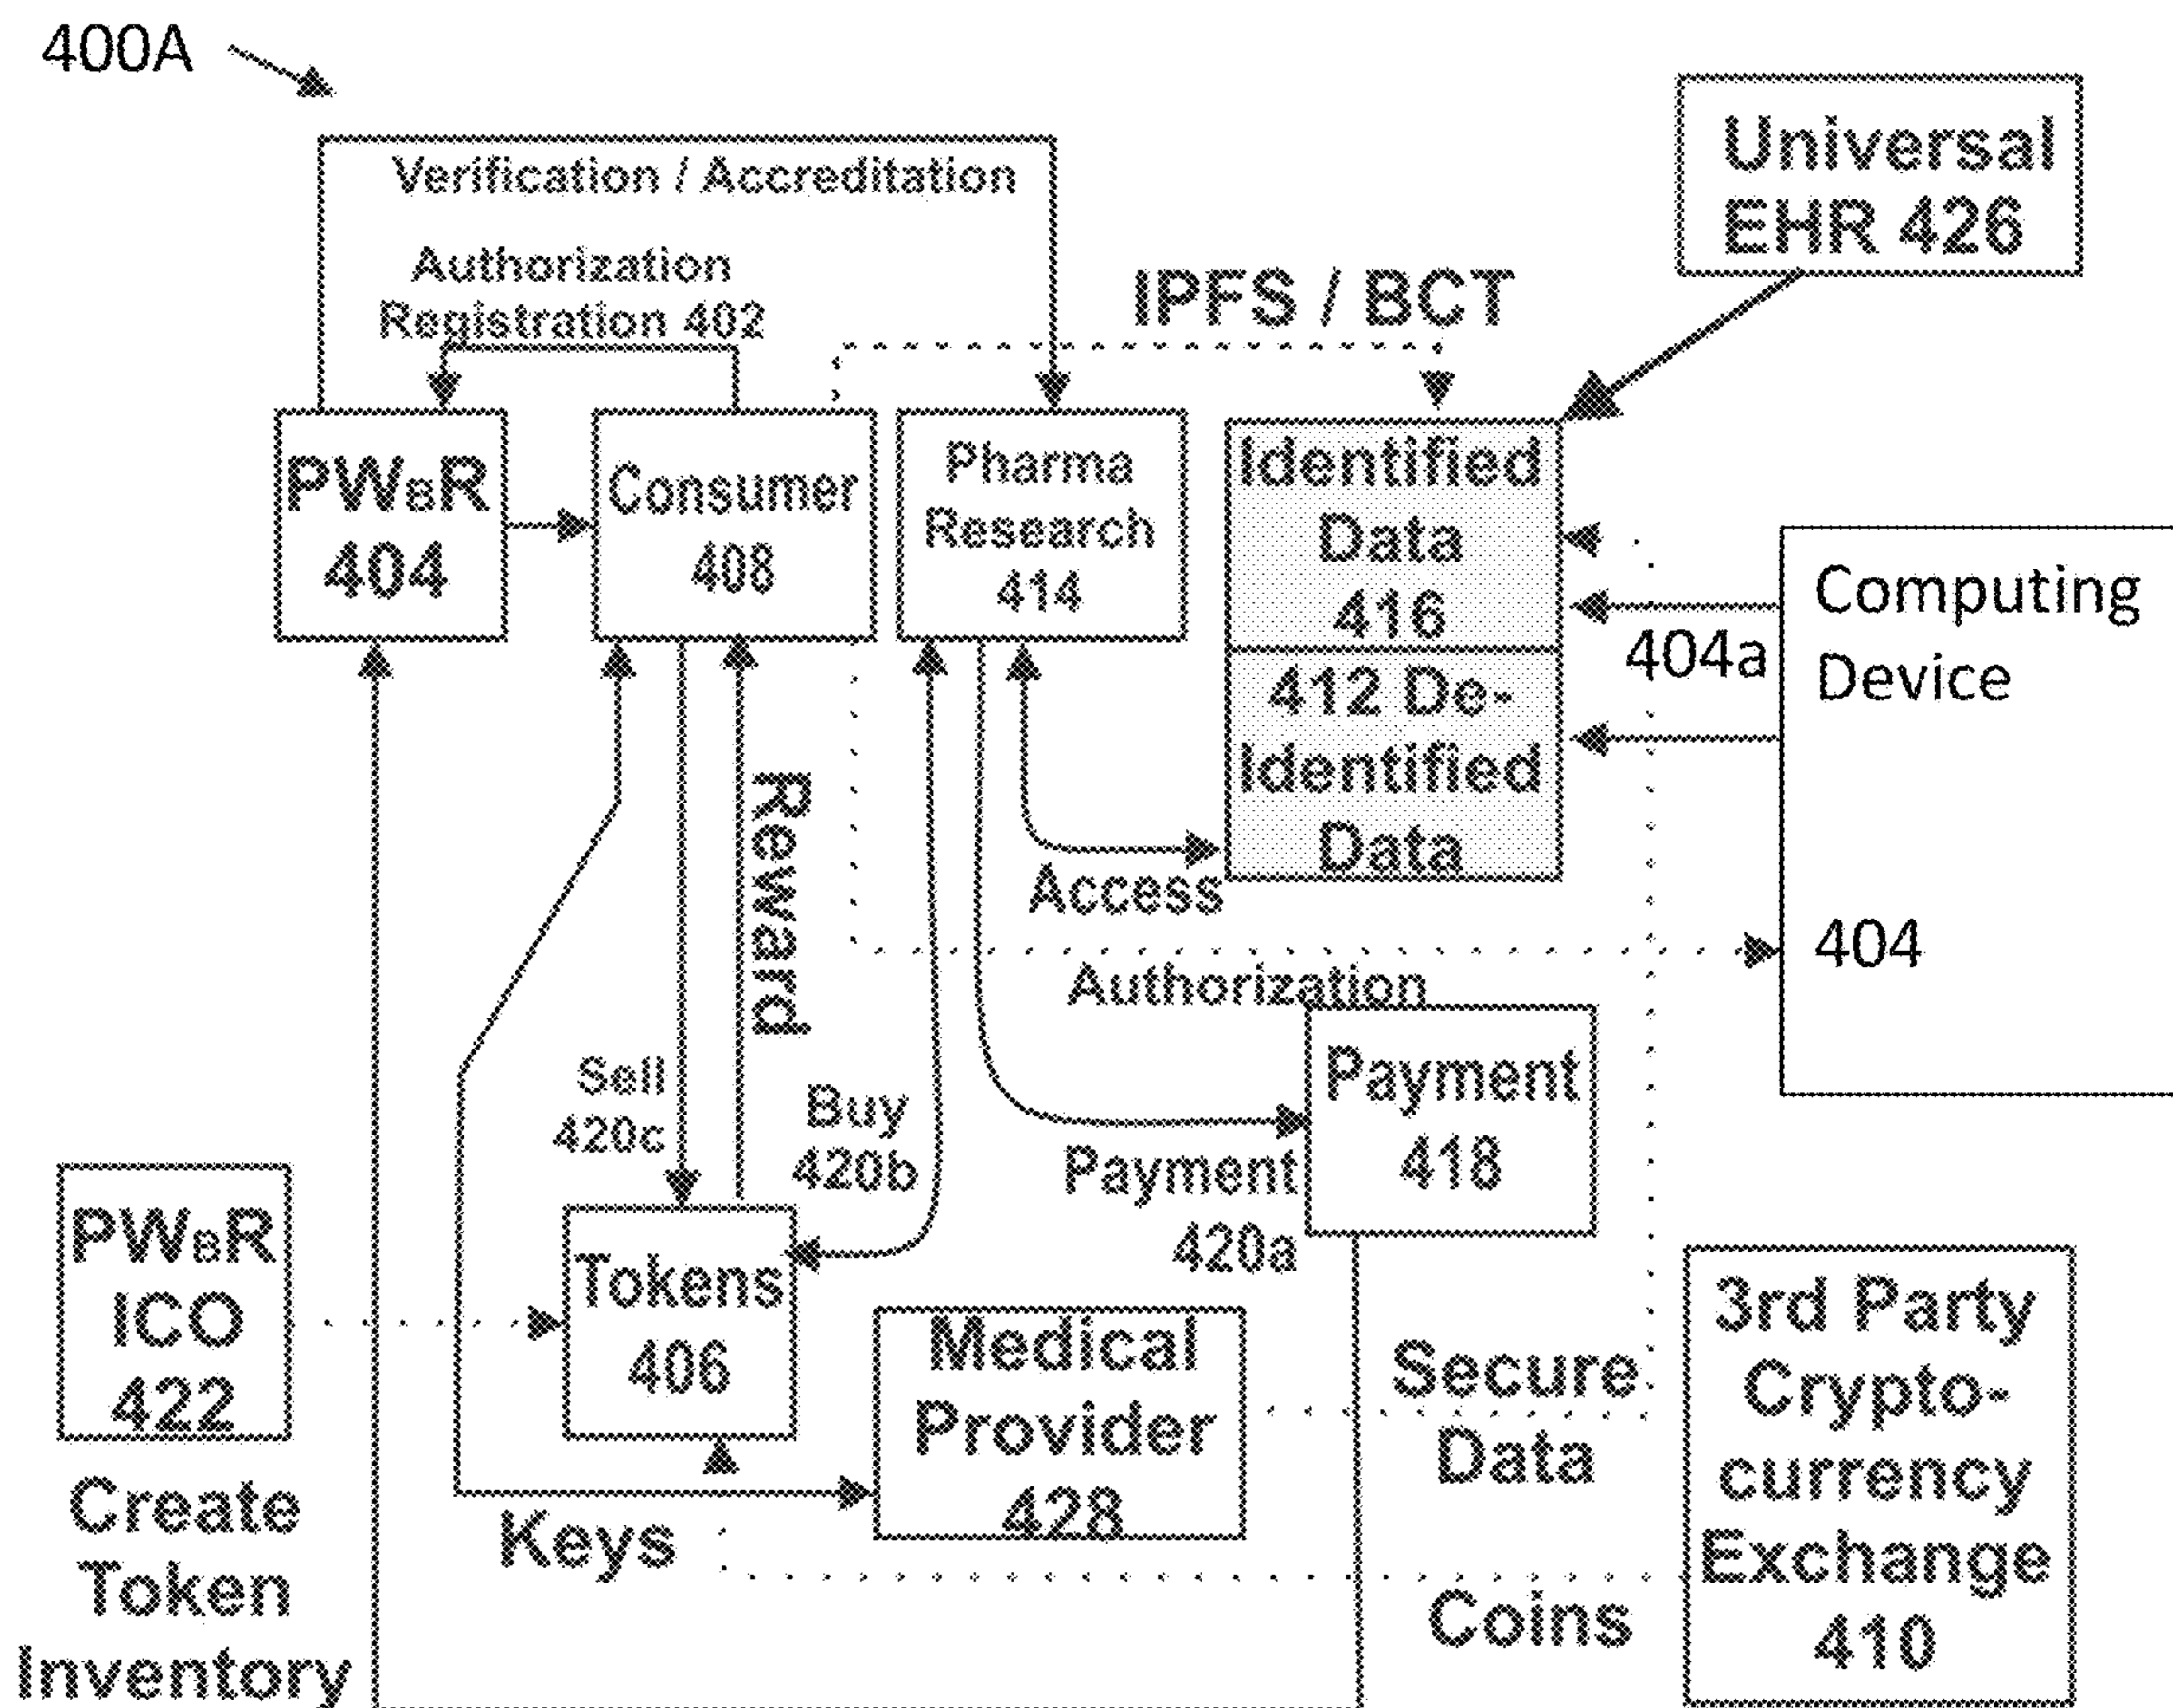 400A
Verification / Accreditation
Authorization
Registration 402
IPFS / BCT
Universal
EHR 426
PWBR
404
Consumer
408
Pharma
Research
414
Identified
Data
416
412 De-
Identified
Data
404a
Computing
Device
404
Reward
Access
Authorization
Sell
420c
Buy
420b
Payment
420a
Payment
418
PWBR
ICO
422
Create
Token
Inventory
Tokens
406
Keys
Medical
Provider
428
Secure
Data
Coins
3rd Party
Crypto-
currency
Exchange
410